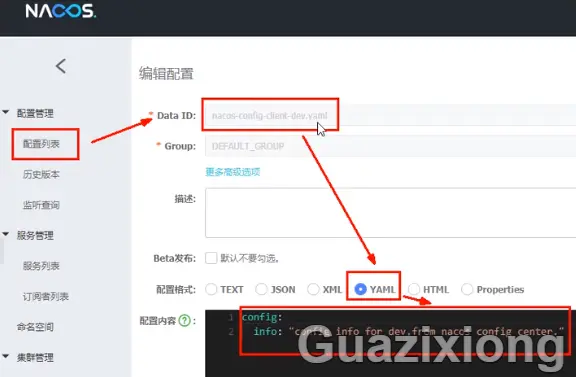 NACOS.
编辑配置
配置管理
* Data ID: nacos-config-client-dev.yaml
配置列表
* Group: DEFAULT_GROUP
历史版本
更多高级选项
监听查询
描述:
服务管理
Beta发布: 默认不要勾选。
服务列表
配置格式: TEXT JSON XML YAML HTML Properties
订阅者列表
配置内容 ? :
1 config:
2 info: "config info for dev.from nacos config center."
命名空间
集群管理
Guazixiong